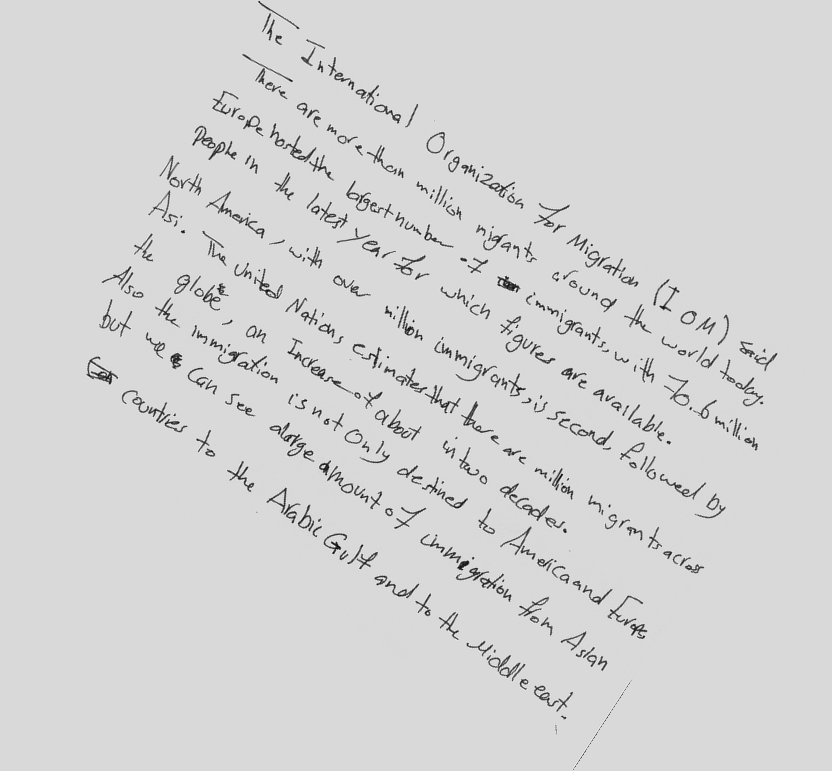 The International Organization for Migration (IOM) said
There are more than million migrants around the world today.
Europe hosted the largest number of immigrants, with 70.6 million
people in the latest year for which figures are available.
North America, with over million immigrants, is second, followed by
Asi. The United Nations estimates that there are million migrants across
the globe, an Increase of about in two decades.
Also the immigration is not Only destined to America and Europe
but we can see a large amount of immigration from Asian
countries to the Arabic Gulf and to the Middle east.